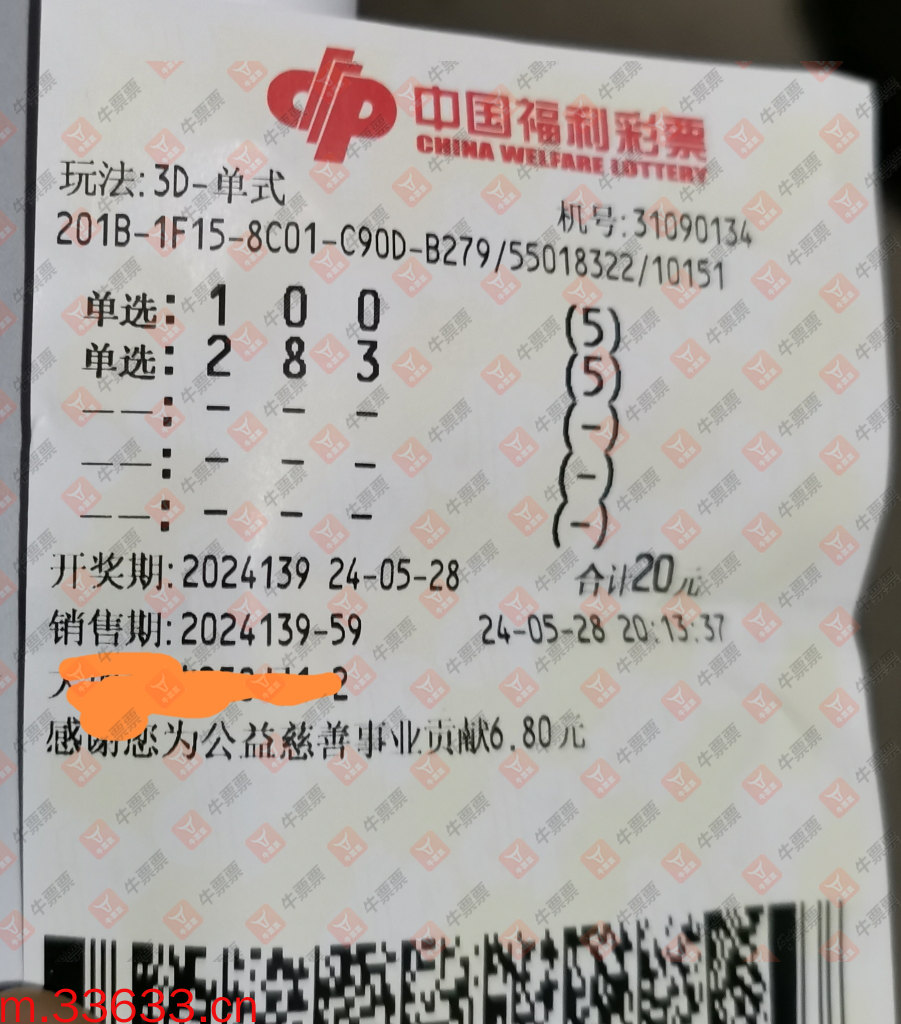 中国福利彩票
CHINA WELFARE LOTTERY
玩法:3D-单式
机号:31090134
201B-1F15-8C01-C90D-B279/55018322/10151
单选: 1 0 0 (5)
单选: 2 8 3 (5)
--: - - - (-)
--: - - - (-)
--: - - - (-)
开奖期:2024139 24-05-28 合计20元
销售期:2024139-59 24-05-28 20:13:37
2
感谢您为公益慈善事业贡献6.80元
m.33633.cn
牛票票